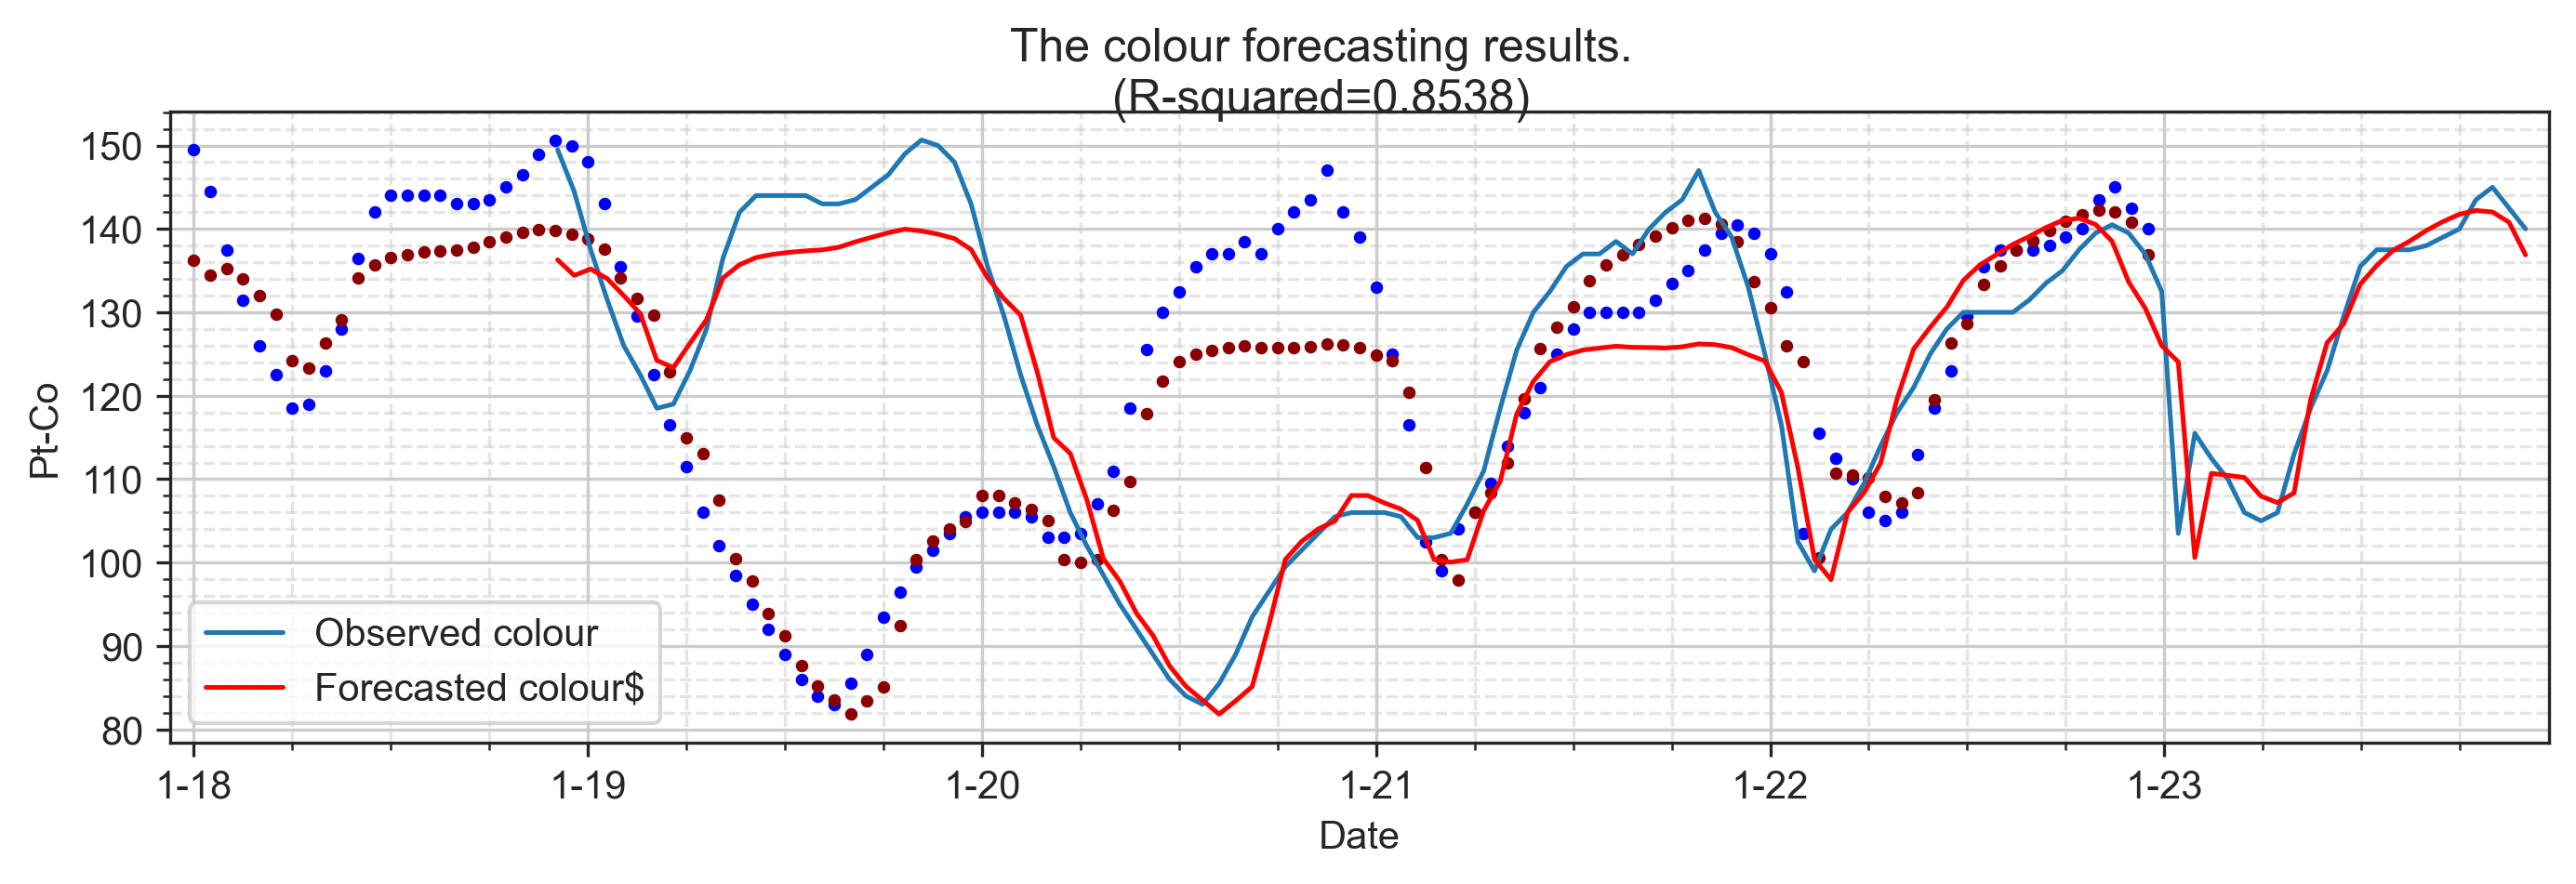 The colour forecasting results.
(R-squared=0.8538)
150
140
130
120
110
100
90
80
Pt-Co
Observed colour
Forecasted colour$
1-18
1-19
1-20
1-21
1-22
1-23
Date